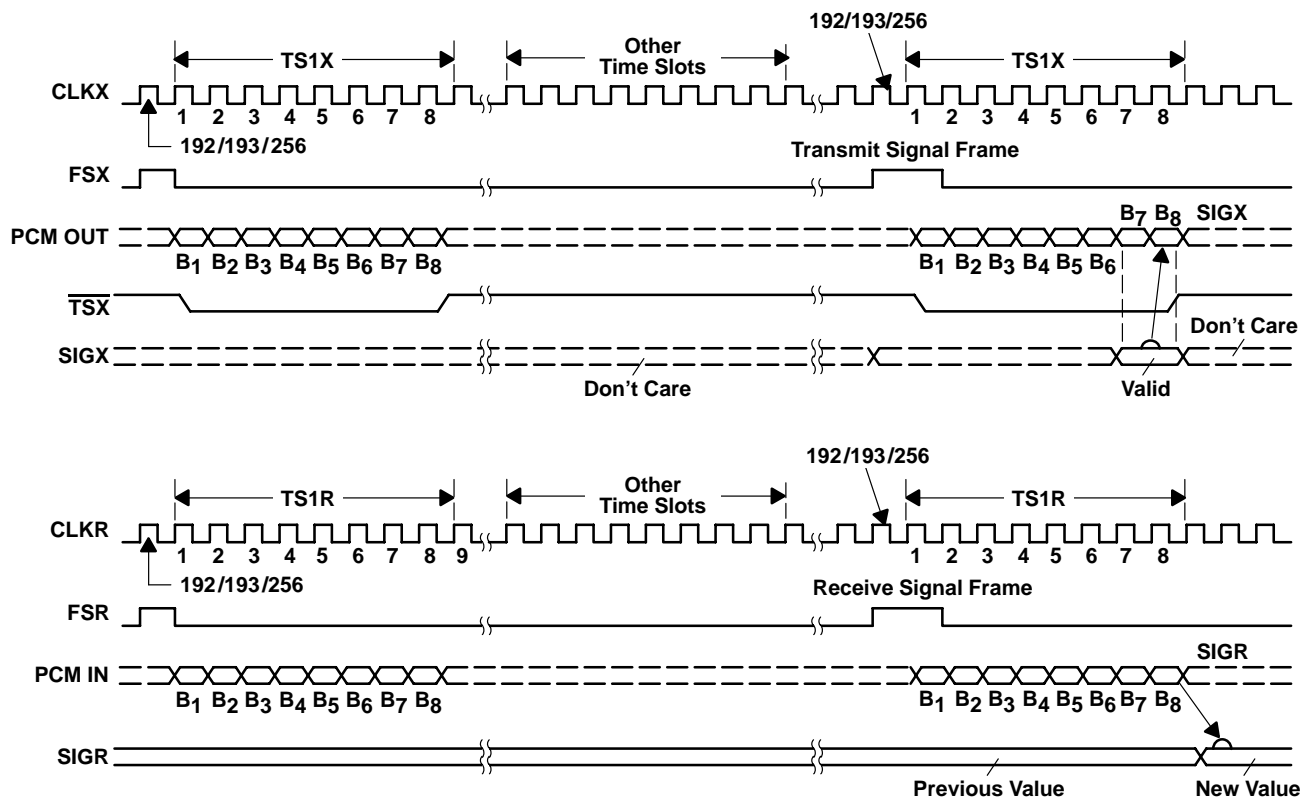 192/193/256
TS1X
Other
Time Slots
TS1X
CLKX
1 2 3 4 5 6 7 8
1 2 3 4 5 6 7 8
192/193/256
Transmit Signal Frame
FSX
B7 B8 SIGX
PCM OUT
B1 B2 B3 B4 B5 B6 B7 B8
B1 B2 B3 B4 B5 B6
TSX
Don't Care
SIGX
Don't Care
Valid
192/193/256
TS1R
Other
Time Slots
TS1R
CLKR
1 2 3 4 5 6 7 8 9
1 2 3 4 5 6 7 8
192/193/256
Receive Signal Frame
FSR
SIGR
PCM IN
B1 B2 B3 B4 B5 B6 B7 B8
B1 B2 B3 B4 B5 B6 B7 B8
SIGR
Previous Value
New Value